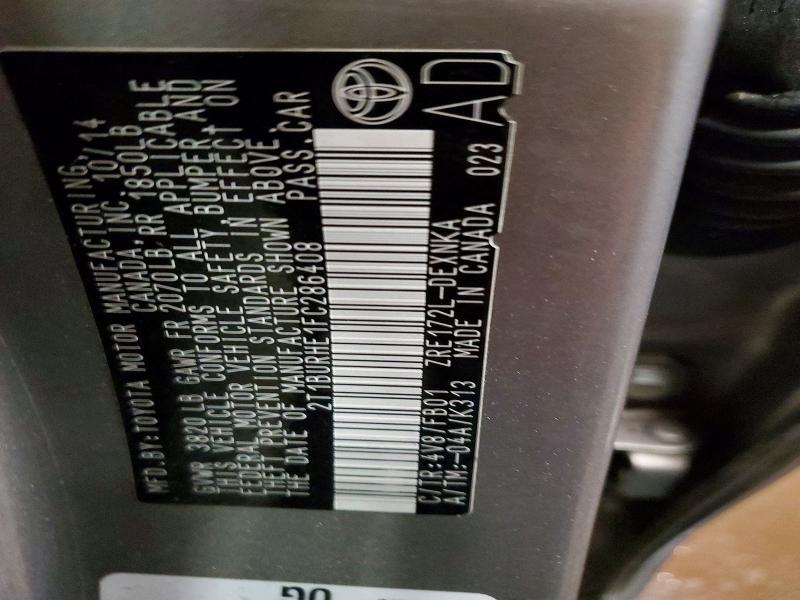 MFD.BY:TOYOTA MOTOR MANUFACTURING,
CANADA, INC. 10/14
GVWR 3820 LB GAWR FR 2070LB RR 1850LB
THIS VEHICLE CONFORMS TO ALL APPLICABLE
FEDERAL MOTOR VEHICLE SAFETY BUMPER,AND
THEFT PREVENTION STANDARDS IN EFFECT ON
THE DATE OF MANUFACTURE SHOWN ABOVE.
2T1BURHE1FC286408 PASS.CAR
C/TR:4V8/FB01 ZRE172L-DEXNKA
A/TM:-04A/K313 MADE IN CANADA 023
AD